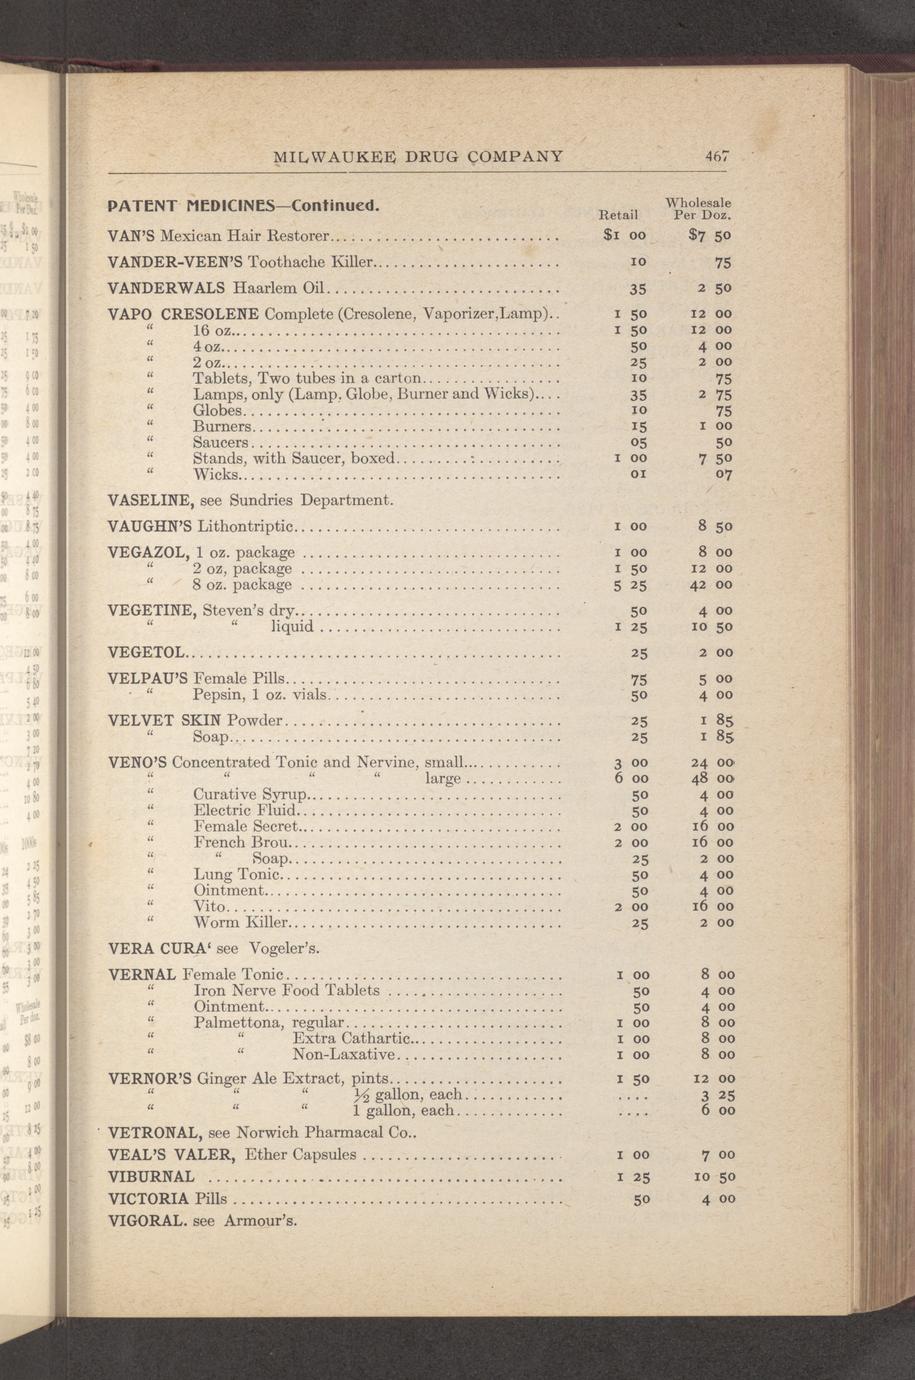 MILWAUKEE DRUG COMPANY 467
PATENT MEDICINES—Continued.
Retail Wholesale Per Doz.
VAN'S Mexican Hair Restorer........ $1 00 $7 50
VANDER-VEEN'S Toothache Killer........ 10 75
VANDERWALS Haarlem Oil........ 35 2 50
VAPO CRESOLENE Complete (Cresolene, Vaporizer,Lamp).. 1 50 12 00
" 16 oz........ 1 50 12 00
" 4 oz........ 50 4 00
" 2 oz........ 25 2 00
" Tablets, Two tubes in a carton........ 10 75
" Lamps, only (Lamp, Globe, Burner and Wicks).... 35 2 75
" Globes........ 10 75
" Burners........ 15 1 00
" Saucers........ 05 50
" Stands, with Saucer, boxed........ 1 00 7 50
" Wicks........ 01 07
VASELINE, see Sundries Department.
VAUGHN'S Lithontriptic........ 1 00 8 50
VEGAZOL, 1 oz. package ........ 1 00 8 00
" 2 oz, package ........ 1 50 12 00
" 8 oz. package ........ 5 25 42 00
VEGETINE, Steven's dry........ 50 4 00
" " liquid ........ 1 25 10 50
VEGETOL........ 25 2 00
VELPAU'S Female Pills........ 75 5 00
" Pepsin, 1 oz. vials........ 50 4 00
VELVET SKIN Powder........ 25 1 85
" Soap........ 25 1 85
VENO'S Concentrated Tonic and Nervine, small........ 3 00 24 00
" " " " large ........ 6 00 48 00
" Curative Syrup........ 50 4 00
" Electric Fluid........ 50 4 00
" Female Secret........ 2 00 16 00
" French Brou........ 2 00 16 00
" " Soap........ 25 2 00
" Lung Tonic........ 50 4 00
" Ointment........ 50 4 00
" Vito........ 2 00 16 00
" Worm Killer........ 25 2 00
VERA CURA' see Vogeler's.
VERNAL Female Tonic........ 1 00 8 00
" Iron Nerve Food Tablets ........ 50 4 00
" Ointment........ 50 4 00
" Palmettona, regular........ 1 00 8 00
" " Extra Cathartic........ 1 00 8 00
" " Non-Laxative........ 1 00 8 00
VERNOR'S Ginger Ale Extract, pints........ 1 50 12 00
" " " ½ gallon, each........ .... 3 25
" " " 1 gallon, each........ .... 6 00
VETRONAL, see Norwich Pharmacal Co..
VEAL'S VALER, Ether Capsules ........ 1 00 7 00
VIBURNAL ........ 1 25 10 50
VICTORIA Pills ........ 50 4 00
VIGORAL. see Armour's.